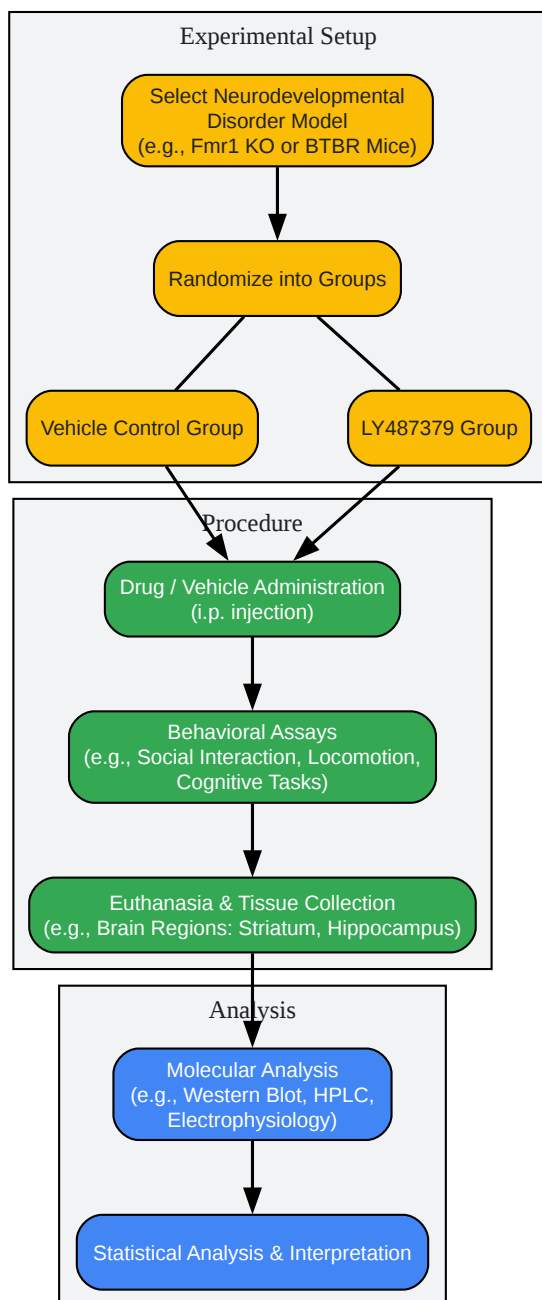 Experimental Setup
Select Neurodevelopmental
Disorder Model
(e.g., Fmr1 KO or BTBR Mice)
Randomize into Groups
Vehicle Control Group
LY487379 Group
Procedure
Drug / Vehicle Administration
(i.p. injection)
Behavioral Assays
(e.g., Social Interaction, Locomotion,
Cognitive Tasks)
Euthanasia & Tissue Collection
(e.g., Brain Regions: Striatum, Hippocampus)
Analysis
Molecular Analysis
(e.g., Western Blot, HPLC,
Electrophysiology)
Statistical Analysis & Interpretation